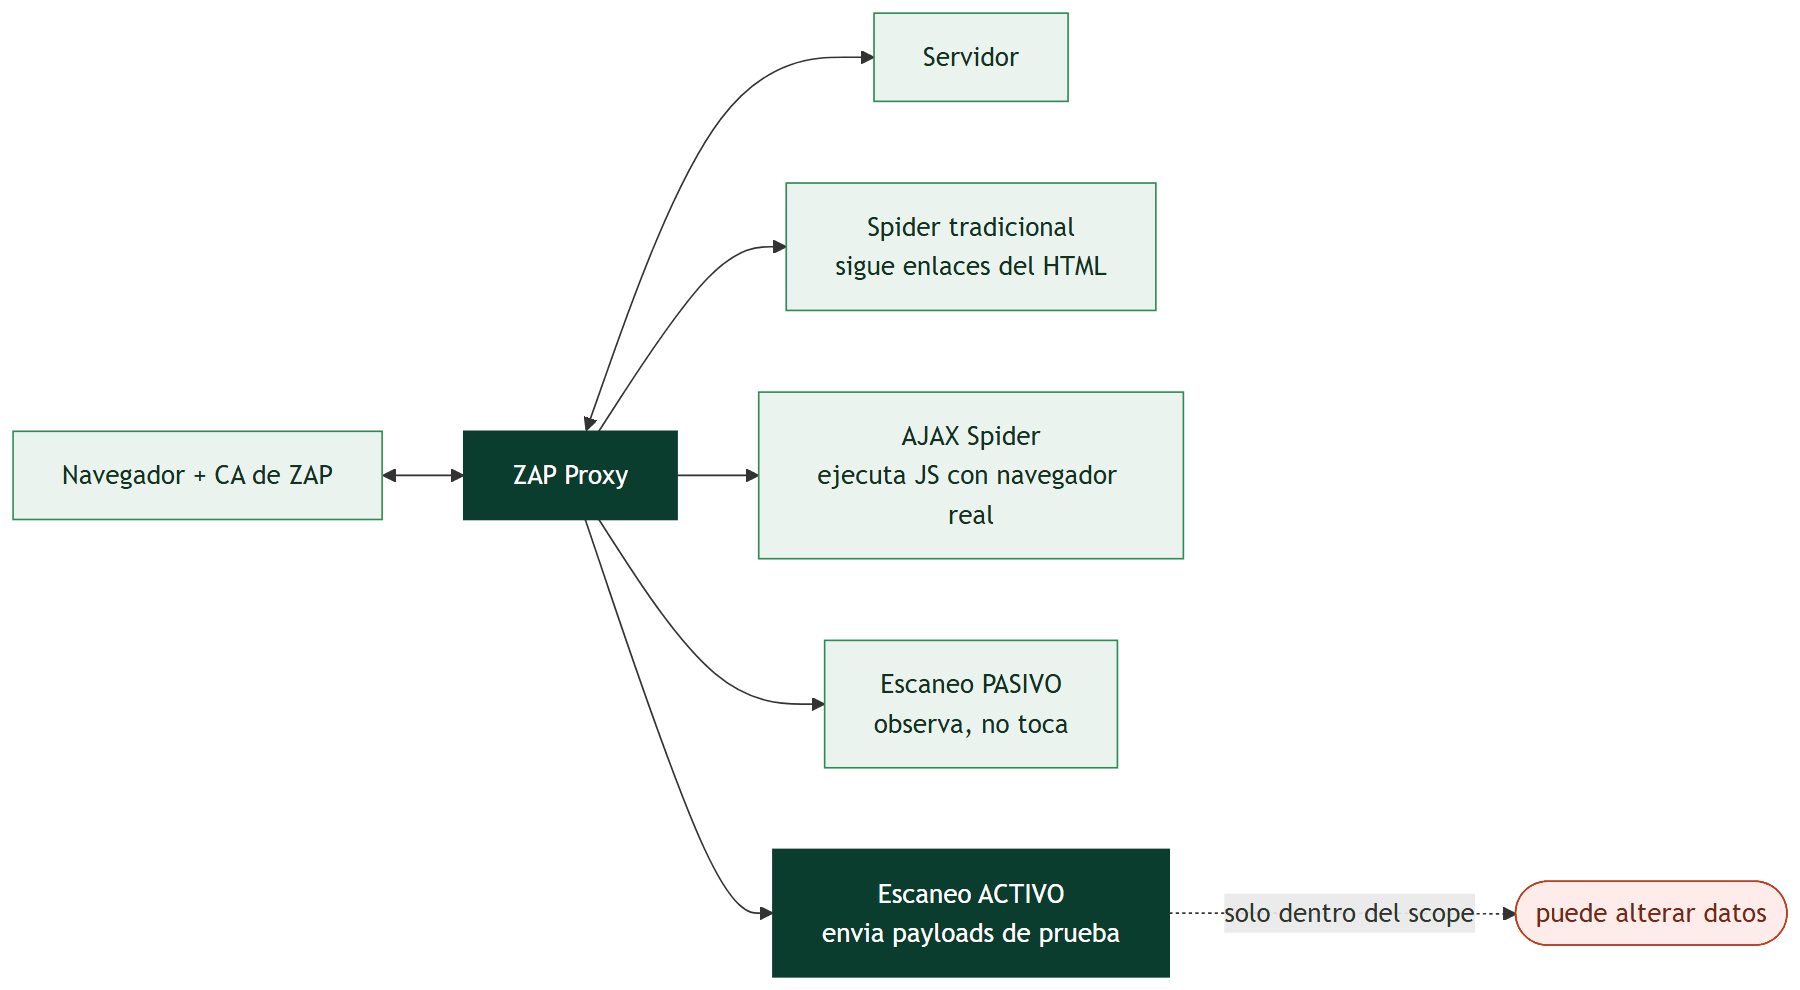 Servidor
Spider tradicional
sigue enlaces del HTML
Navegador + CA de ZAP
ZAP Proxy
AJAX Spider
ejecuta JS con navegador
real
Escaneo PASIVO
observa, no toca
Escaneo ACTIVO
envia payloads de prueba
solo dentro del scope
puede alterar datos